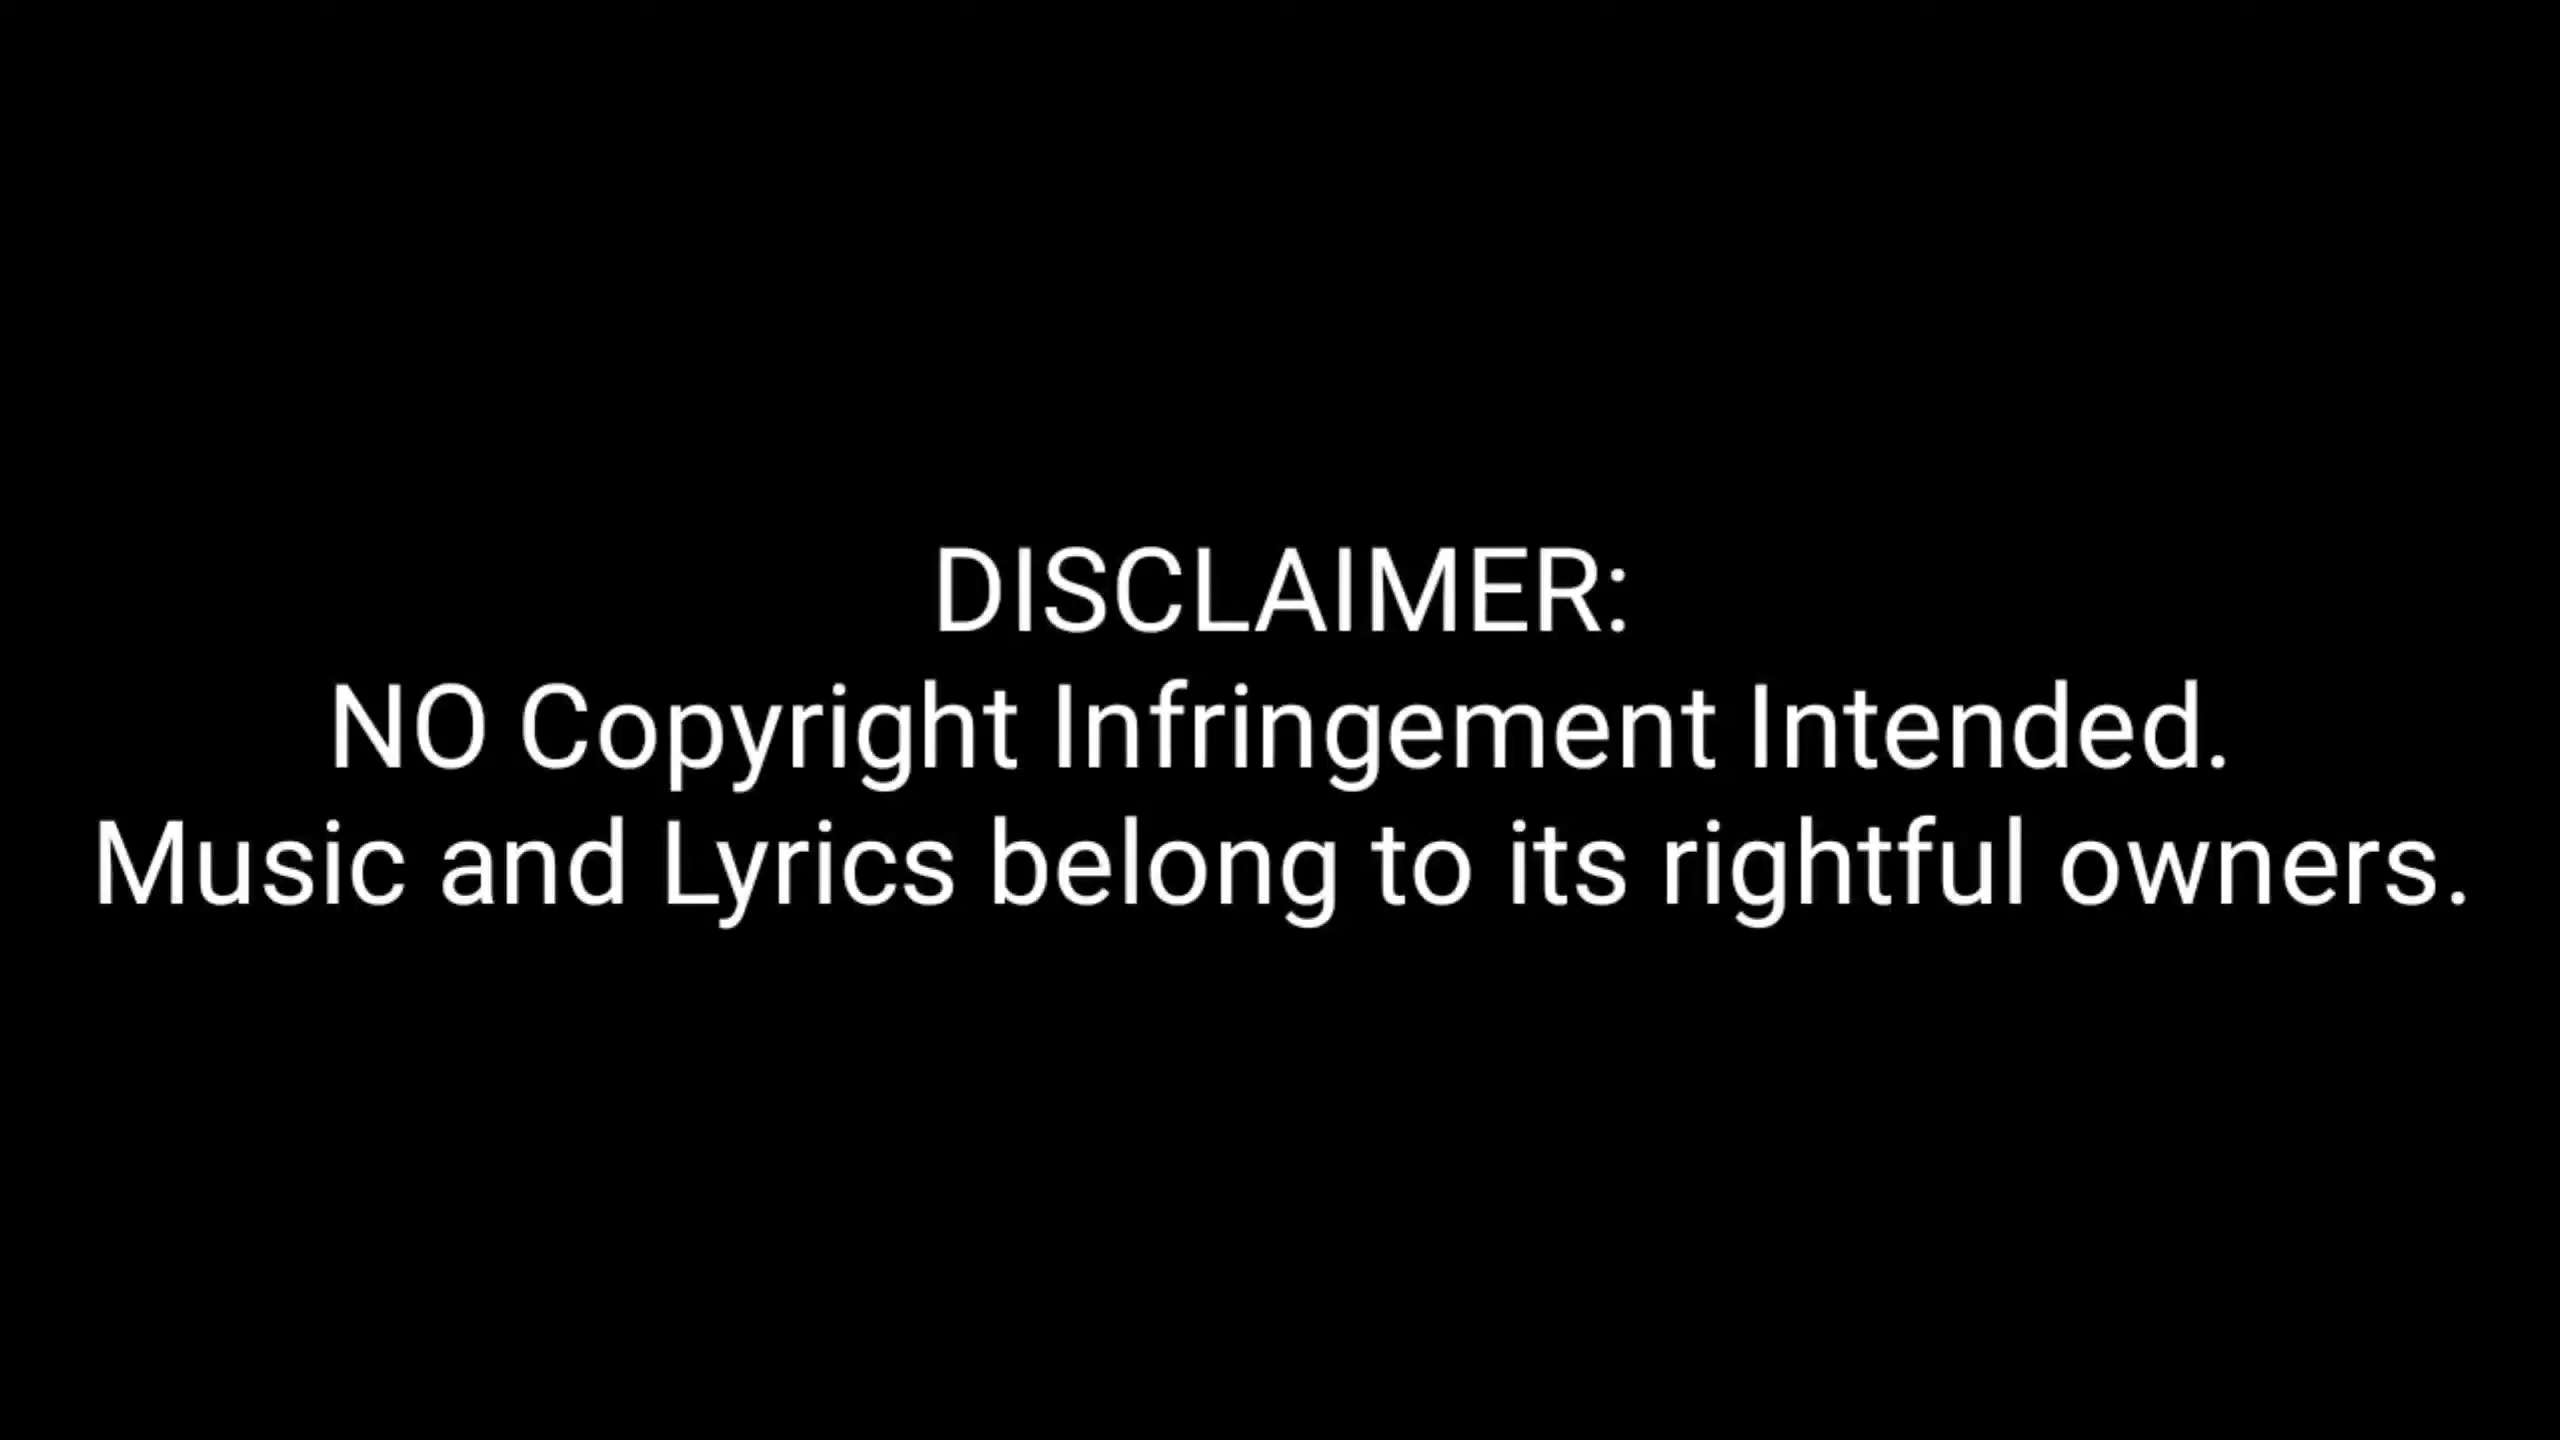 DISCLAIMER:
NO Copyright Infringement Intended.
Music and Lyrics belong to its rightful owners.